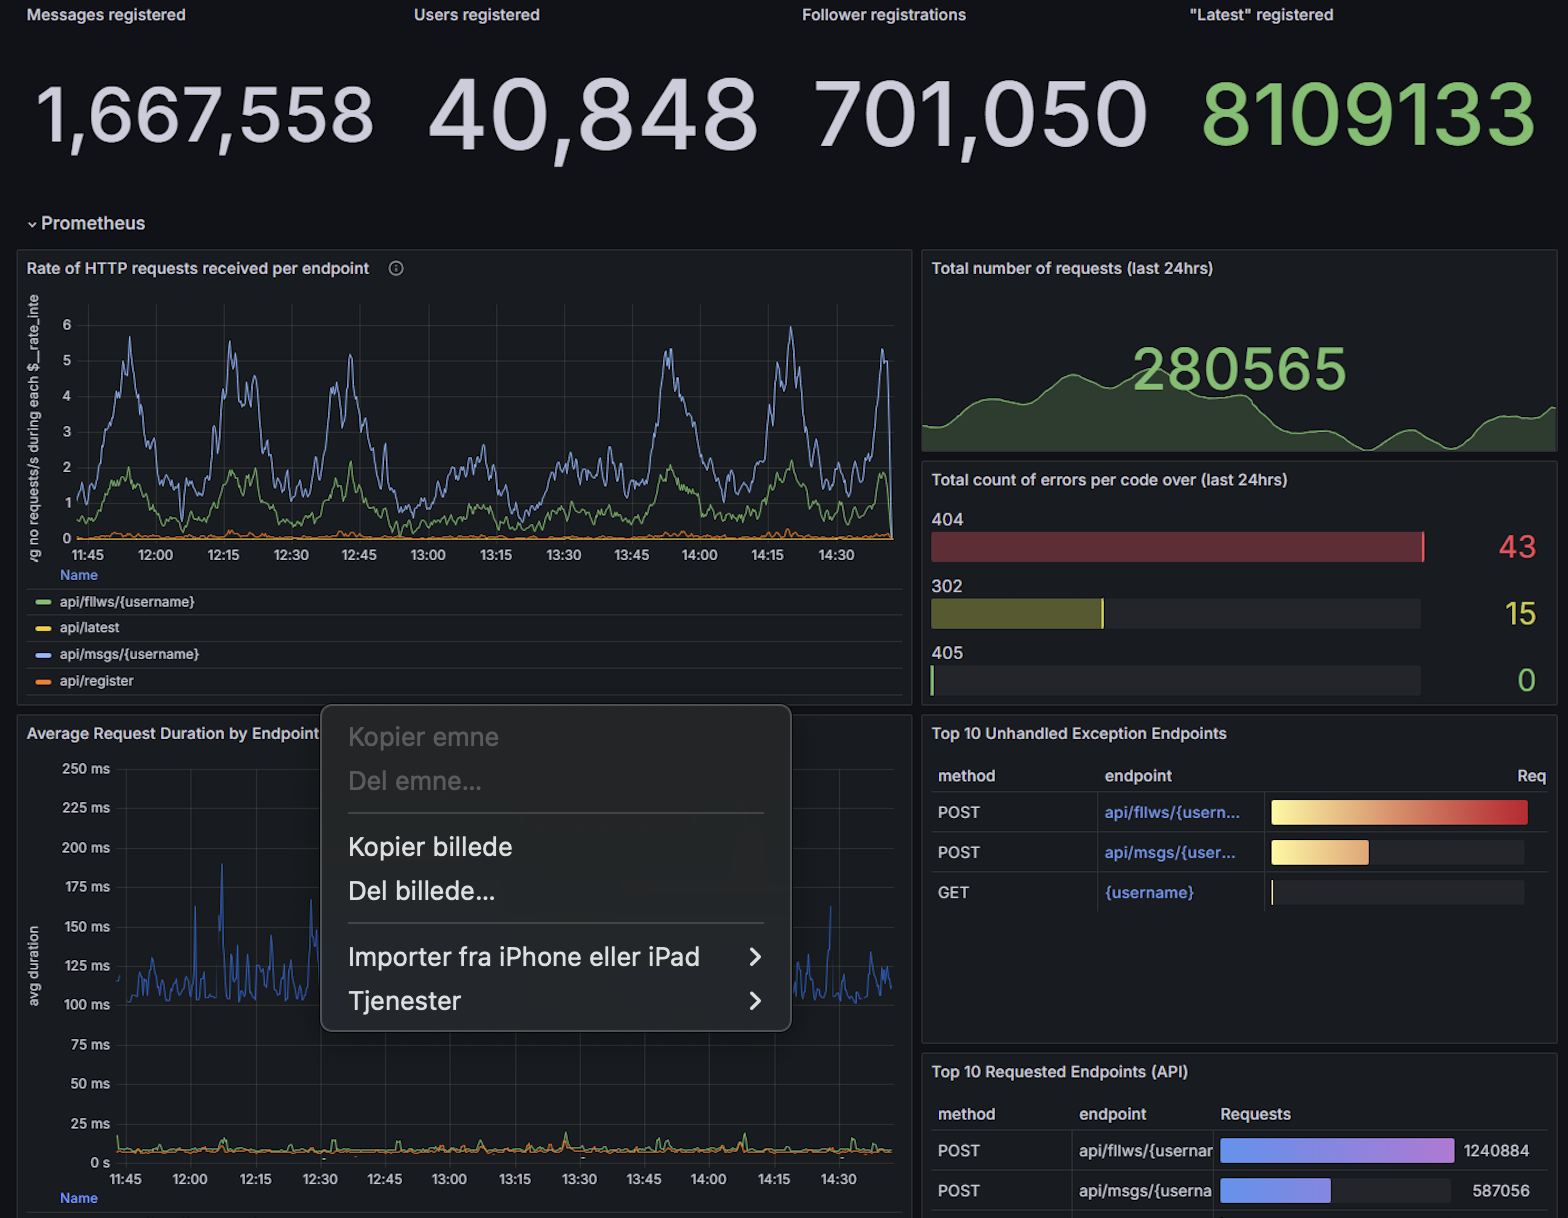 Messages registered
Users registered
Follower registrations
"Latest" registered
1,667,558
40,848
701,050
8109133
Prometheus
Rate of HTTP requests received per endpoint
vg no requests/s during each $__rate_inte
6
5
4
3
2
1
0
11:45 12:00 12:15 12:30 12:45 13:00 13:15 13:30 13:45 14:00 14:15 14:30
Name
api/fllws/{username}
api/latest
api/msgs/{username}
api/register
Total number of requests (last 24hrs)
280565
Total count of errors per code over (last 24hrs)
404
43
302
15
405
0
Average Request Duration by Endpoint
avg duration
250 ms
225 ms
200 ms
175 ms
150 ms
125 ms
100 ms
75 ms
50 ms
25 ms
0 s
11:45 12:00 12:15 12:30 12:45 13:00 13:15 13:30 13:45 14:00 14:15 14:30
Name
Kopier emne
Del emne...
Kopier billede
Del billede...
Importer fra iPhone eller iPad
Tjenester
Top 10 Unhandled Exception Endpoints
method endpoint Req
POST api/fllws/{usern...
POST api/msgs/{user...
GET {username}
Top 10 Requested Endpoints (API)
method endpoint Requests
POST api/fllws/{usernar 1240884
POST api/msgs/{userna 587056